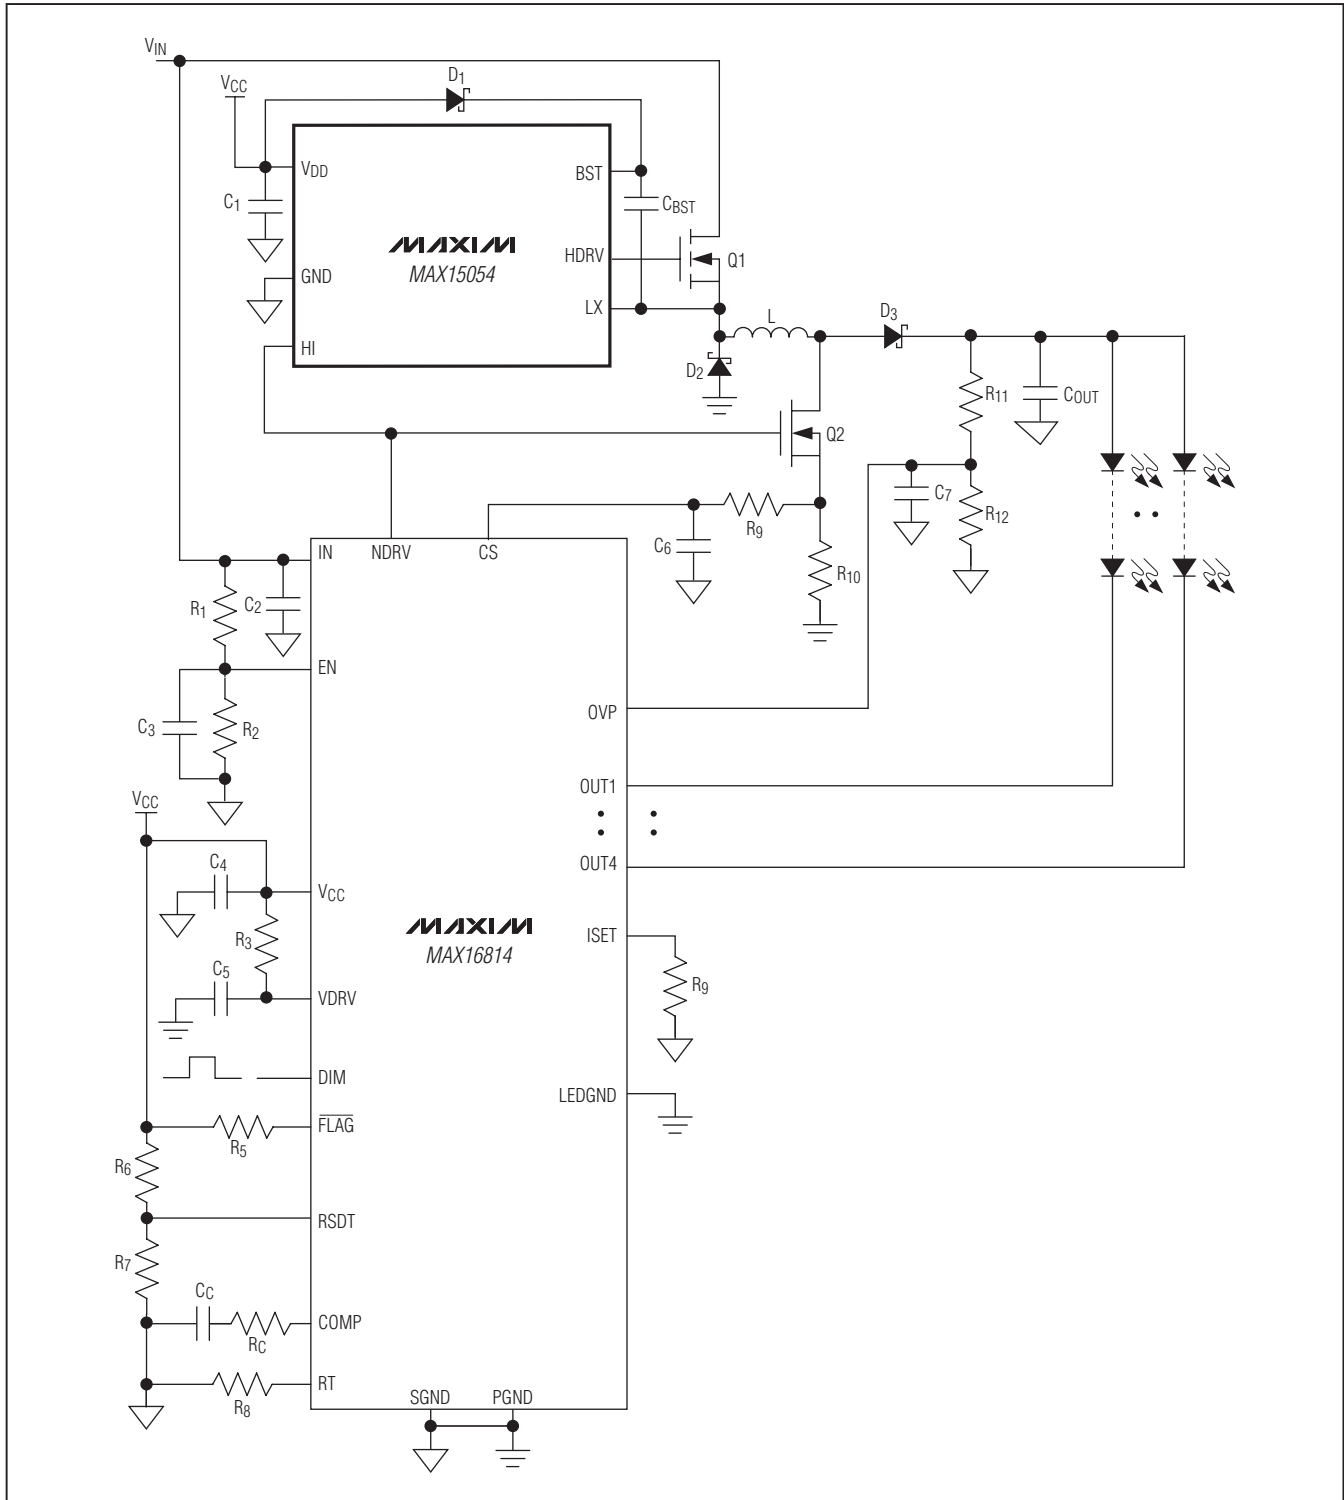 VIN
VCC
D1
VDD
BST
C1
CBST
MAXIM
MAX15054
HDRV
Q1
GND
LX
L
D3
HI
D2
R11
COUT
Q2
C7
R9
R12
C6
R10
IN
NDRV
CS
R1
C2
EN
C3
R2
OVP
OUT1
VCC
OUT4
C4
VCC
R3
MAXIM
MAX16814
ISET
C5
R9
VDRV
DIM
LEDGND
FLAG
R5
R6
RSDT
R7
CC
COMP
RC
RT
R8
SGND
PGND